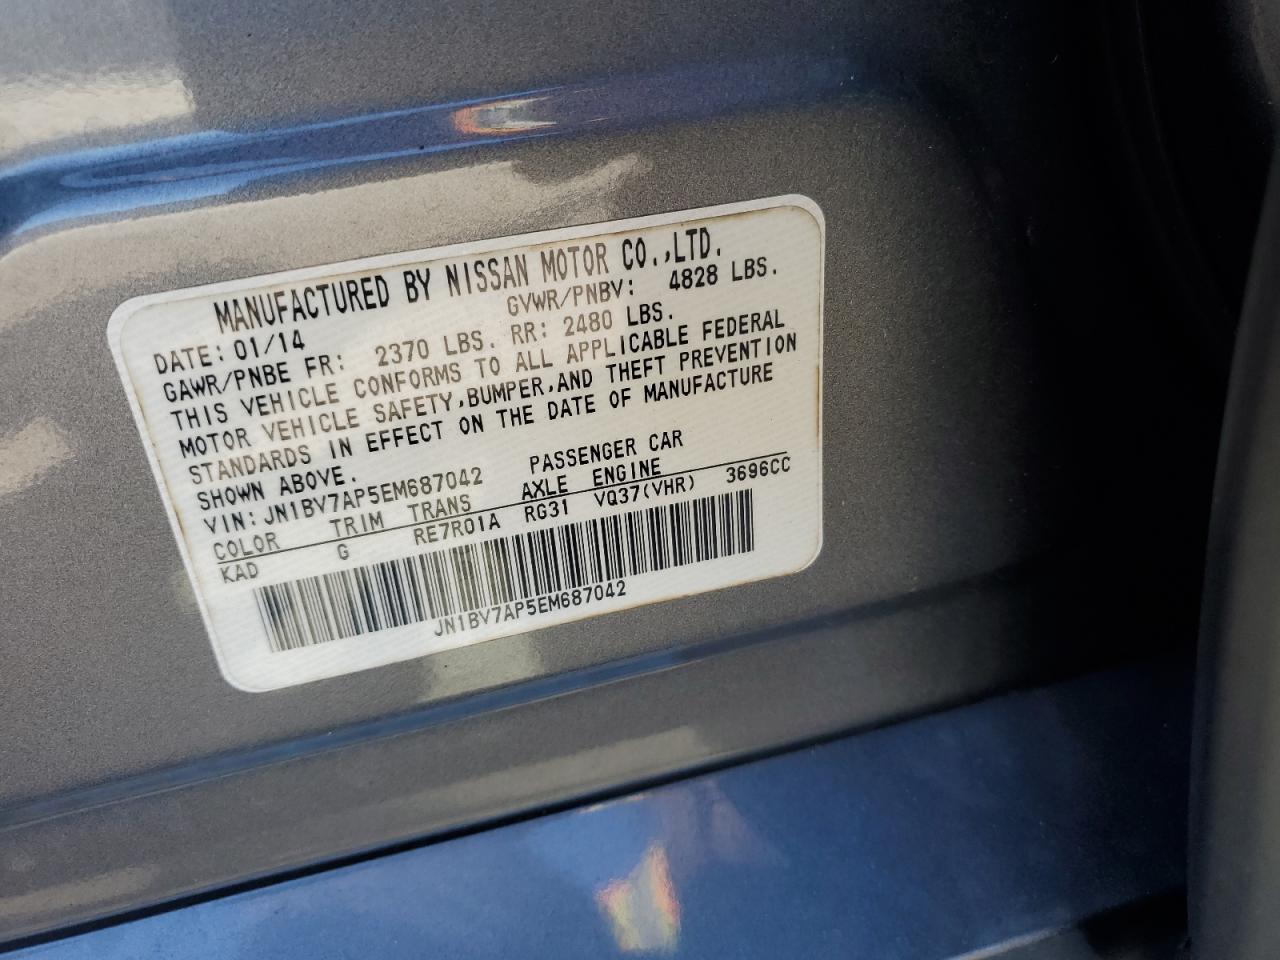 MANUFACTURED BY NISSAN MOTOR CO.,LTD.
DATE: 01/14 GVWR/PNBV: 4828 LBS.
GAWR/PNBE FR: 2370 LBS. RR: 2480 LBS.
THIS VEHICLE CONFORMS TO ALL APPLICABLE FEDERAL
MOTOR VEHICLE SAFETY,BUMPER,AND THEFT PREVENTION
STANDARDS IN EFFECT ON THE DATE OF MANUFACTURE
SHOWN ABOVE.
VIN: JN1BV7AP5EM687042 PASSENGER CAR
COLOR TRIM TRANS AXLE ENGINE
KAD G RE7R01A RG31 VQ37(VHR) 3696CC
JN1BV7AP5EM687042